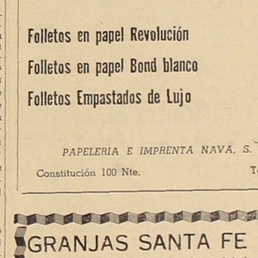 Folletos en papel Revolución
Folletos en papel Bond blanco
Folletos Empastados de Lujo
PAPELERIA E IMPRENTA NAVA, S.
Constitución 100 Nte.
GRANJAS SANTA FE